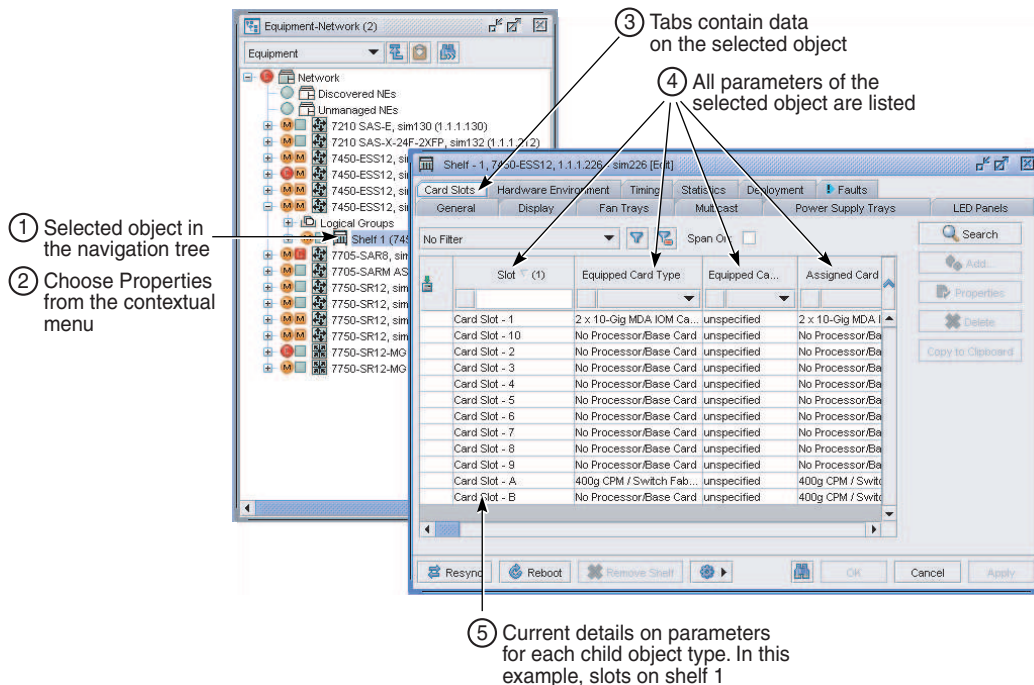 Equipment-Network (2)
Equipment
Network
Discovered NEs
Unmanaged NEs
7210 SAS-E, sim130 (1.1.1.130)
7210 SAS-X-24F-2XFP, sim132 (1.1.1.212)
7450-ESS12, si
7450-ESS12, si
7450-ESS12, si
7450-ESS12, si
Logical Groups
Shelf 1 (745
7705-SAR8, sim
7705-SARM AS
7750-SR12, sim
7750-SR12, sim
7750-SR12, sim
7750-SR12-MG
7750-SR12-MG
1 Selected object in
the navigation tree
2 Choose Properties
from the contextual
menu
3 Tabs contain data
on the selected object
4 All parameters of the
selected object are listed
Shelf - 1, 7450-ESS12, 1.1.1.226 - sim226 [Edit]
Card Slots Hardware Environment Timing Statistics Deployment Faults
General Display Fan Trays Multicast Power Supply Trays LED Panels
No Filter Span On:
Search
Add...
Properties
Delete
Copy to Clipboard
Slot (1) Equipped Card Type Equipped Ca... Assigned Card
Card Slot - 1 2 x 10-Gig MDA IOM Ca... unspecified 2 x 10-Gig MDA I
Card Slot - 10 No Processor/Base Card unspecified No Processor/Ba
Card Slot - 2 No Processor/Base Card unspecified No Processor/Ba
Card Slot - 3 No Processor/Base Card unspecified No Processor/Ba
Card Slot - 4 No Processor/Base Card unspecified No Processor/Ba
Card Slot - 5 No Processor/Base Card unspecified No Processor/Ba
Card Slot - 6 No Processor/Base Card unspecified No Processor/Ba
Card Slot - 7 No Processor/Base Card unspecified No Processor/Ba
Card Slot - 8 No Processor/Base Card unspecified No Processor/Ba
Card Slot - 9 No Processor/Base Card unspecified No Processor/Ba
Card Slot - A 400g CPM / Switch Fab... unspecified 400g CPM / Switc
Card Slot - B No Processor/Base Card unspecified 400g CPM / Switc
Resync Reboot Remove Shelf OK Cancel Apply
5 Current details on parameters
for each child object type. In this
example, slots on shelf 1